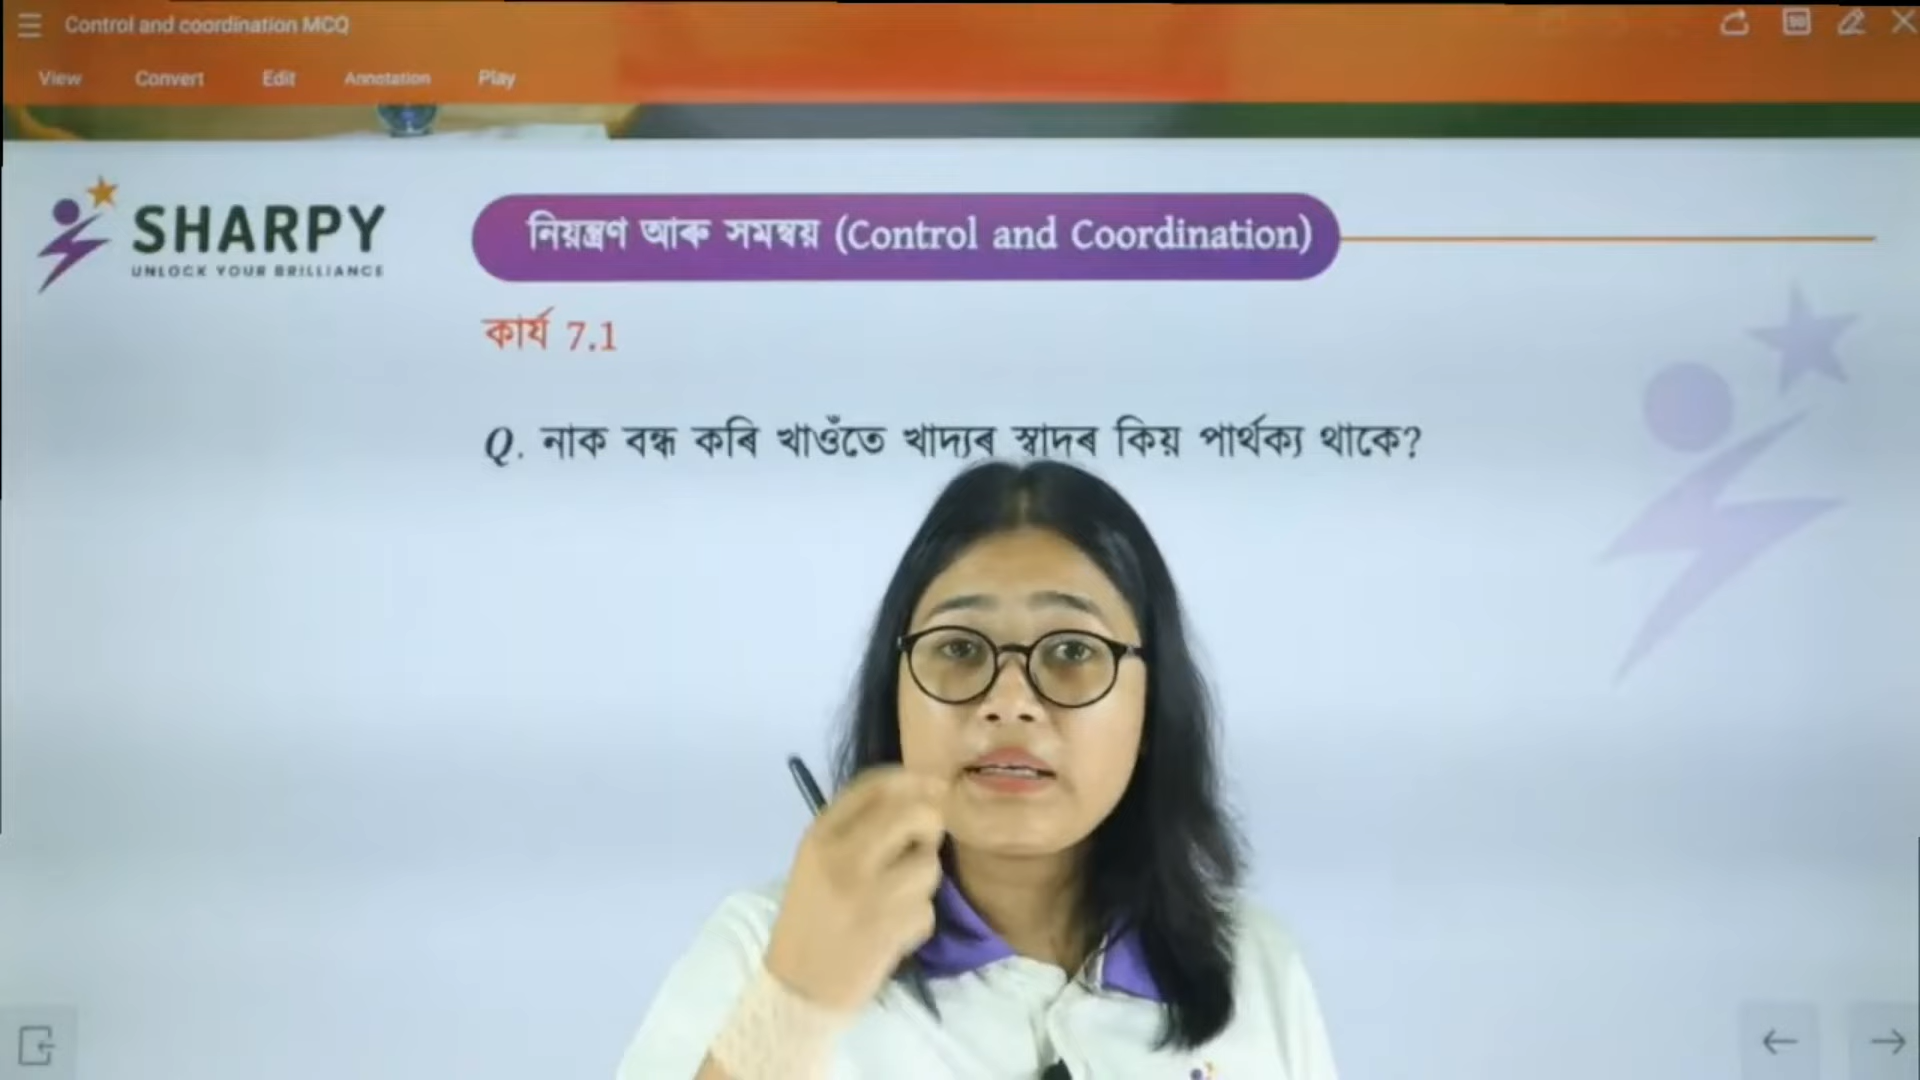 Control and coordination MCQ
View Convert Edit Annotation Play
SHARPY
UNLOCK YOUR BRILLIANCE
নিয়ন্ত্ৰণ আৰু সমন্বয় (Control and Coordination)
কাৰ্য 7.1
Q. নাক বন্ধ কৰি খাওঁতে খাদ্যৰ স্বাদৰ কিয় পাৰ্থক্য থাকে?